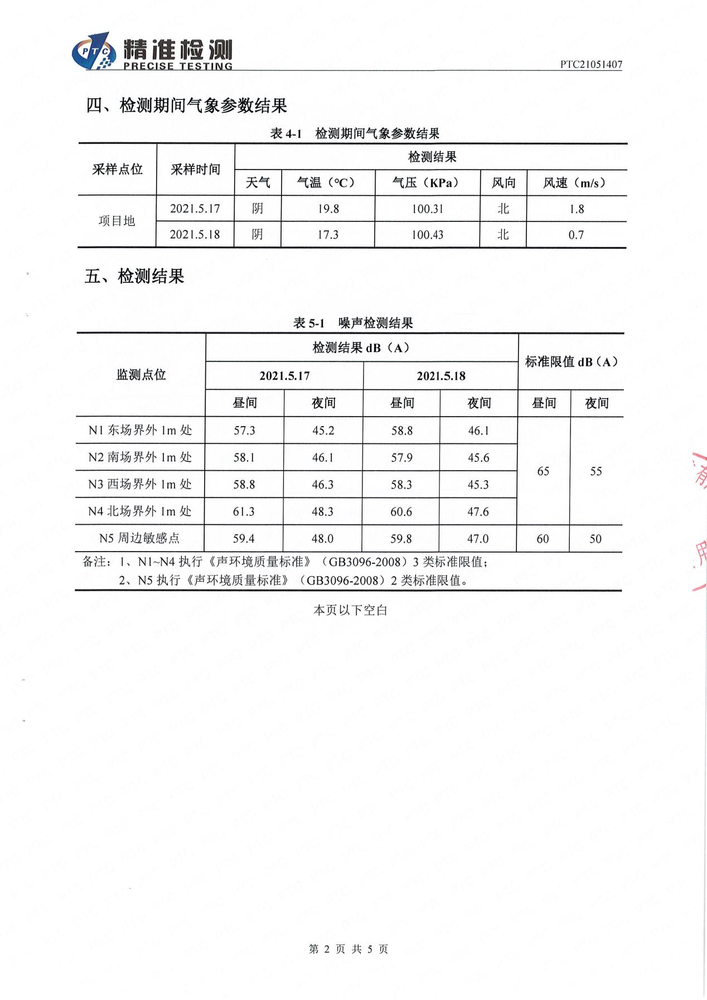 PTC 精准检测
PRECISE TESTING
PTC21051407
四、检测期间气象参数结果
表 4-1 检测期间气象参数结果
采样点位 采样时间 检测结果
天气 气温（℃） 气压（KPa） 风向 风速（m/s）
项目地 2021.5.17 阴 19.8 100.31 北 1.8
2021.5.18 阴 17.3 100.43 北 0.7
五、检测结果
表 5-1 噪声检测结果
监测点位 检测结果 dB（A） 标准限值 dB（A）
2021.5.17 2021.5.18
昼间 夜间 昼间 夜间 昼间 夜间
N1 东场界外 1m 处 57.3 45.2 58.8 46.1 65 55
N2 南场界外 1m 处 58.1 46.1 57.9 45.6
N3 西场界外 1m 处 58.8 46.3 58.3 45.3
N4 北场界外 1m 处 61.3 48.3 60.6 47.6
N5 周边敏感点 59.4 48.0 59.8 47.0 60 50
备注：1、N1~N4 执行《声环境质量标准》（GB3096-2008）3 类标准限值；
2、N5 执行《声环境质量标准》（GB3096-2008）2 类标准限值。
本页以下空白
第 2 页 共 5 页